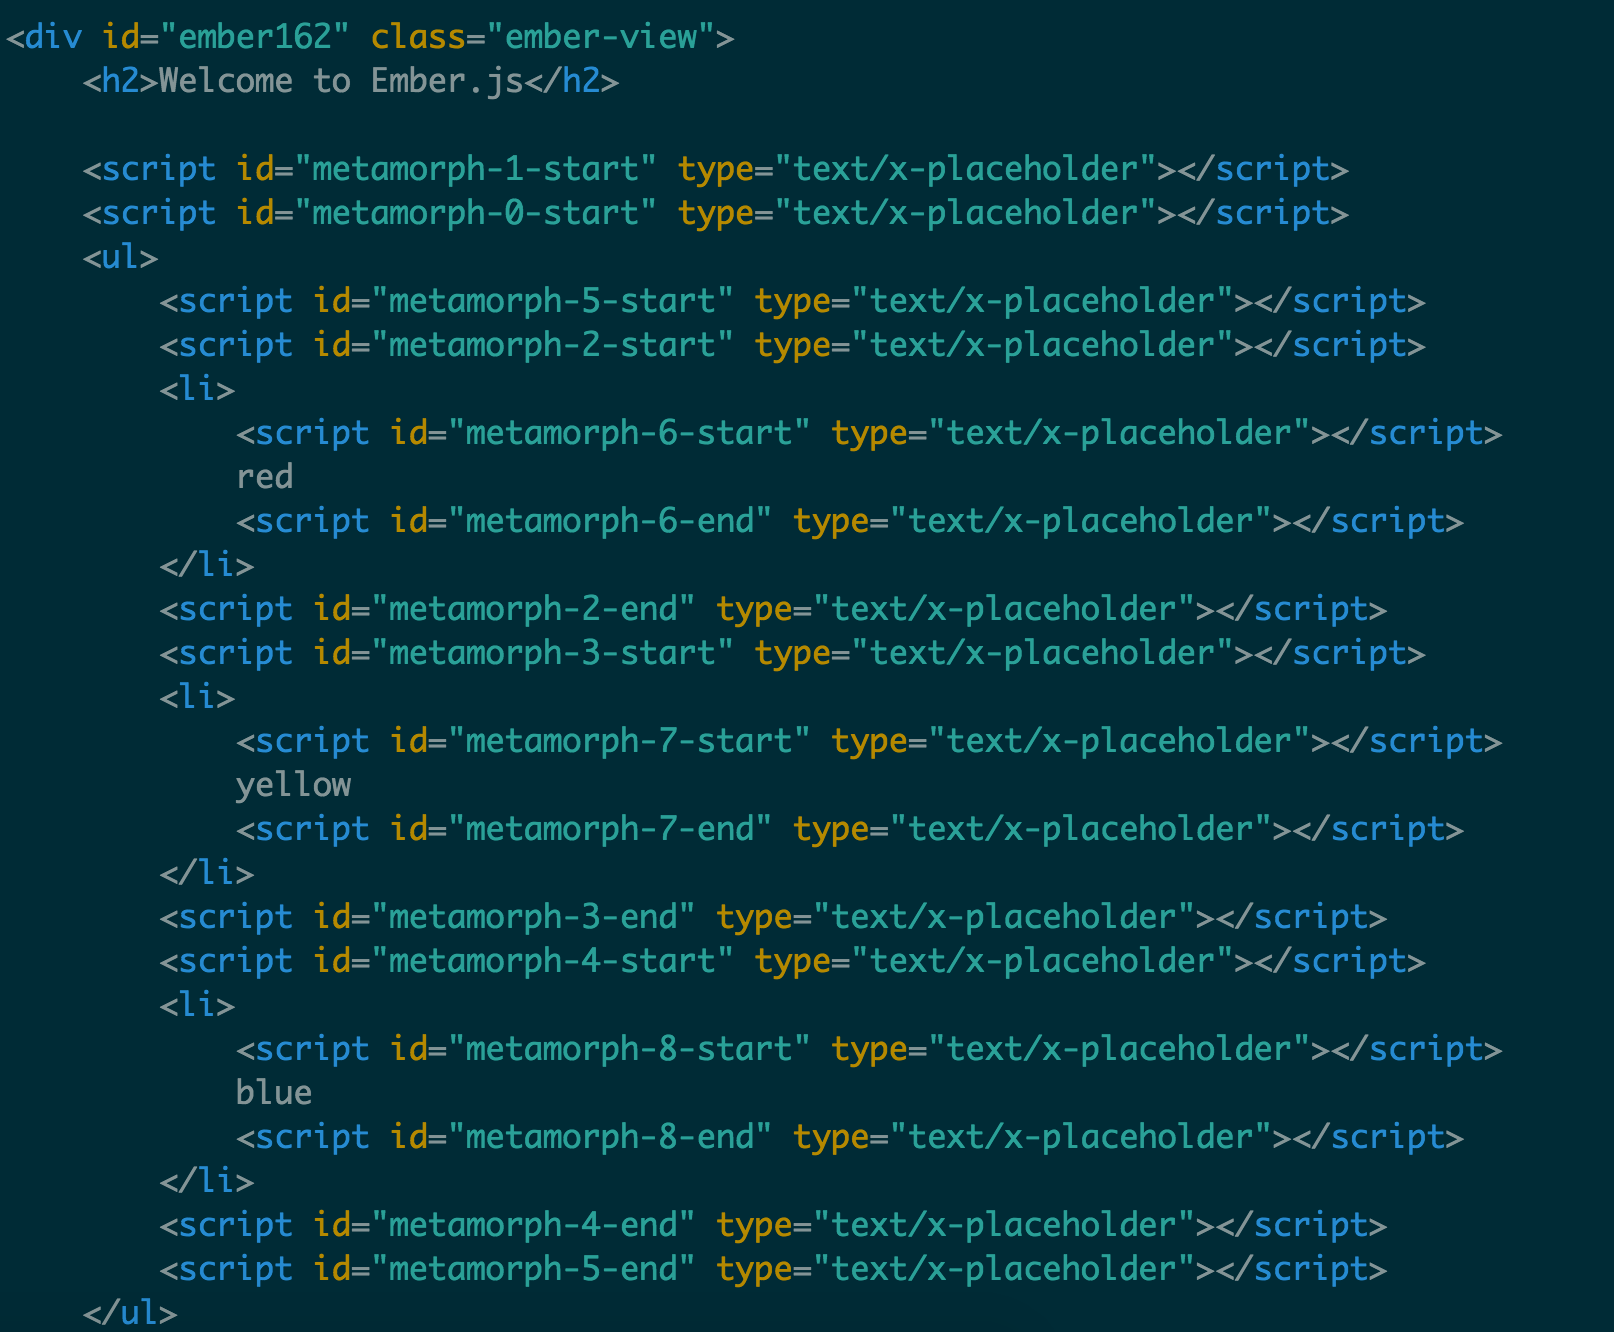 <div id="ember162" class="ember-view">
    <h2>Welcome to Ember.js</h2>

    <script id="metamorph-1-start" type="text/x-placeholder"></script>
    <script id="metamorph-0-start" type="text/x-placeholder"></script>
    <ul>
        <script id="metamorph-5-start" type="text/x-placeholder"></script>
        <script id="metamorph-2-start" type="text/x-placeholder"></script>
        <li>
            <script id="metamorph-6-start" type="text/x-placeholder"></script>
            red
            <script id="metamorph-6-end" type="text/x-placeholder"></script>
        </li>
        <script id="metamorph-2-end" type="text/x-placeholder"></script>
        <script id="metamorph-3-start" type="text/x-placeholder"></script>
        <li>
            <script id="metamorph-7-start" type="text/x-placeholder"></script>
            yellow
            <script id="metamorph-7-end" type="text/x-placeholder"></script>
        </li>
        <script id="metamorph-3-end" type="text/x-placeholder"></script>
        <script id="metamorph-4-start" type="text/x-placeholder"></script>
        <li>
            <script id="metamorph-8-start" type="text/x-placeholder"></script>
            blue
            <script id="metamorph-8-end" type="text/x-placeholder"></script>
        </li>
        <script id="metamorph-4-end" type="text/x-placeholder"></script>
        <script id="metamorph-5-end" type="text/x-placeholder"></script>
    </ul>